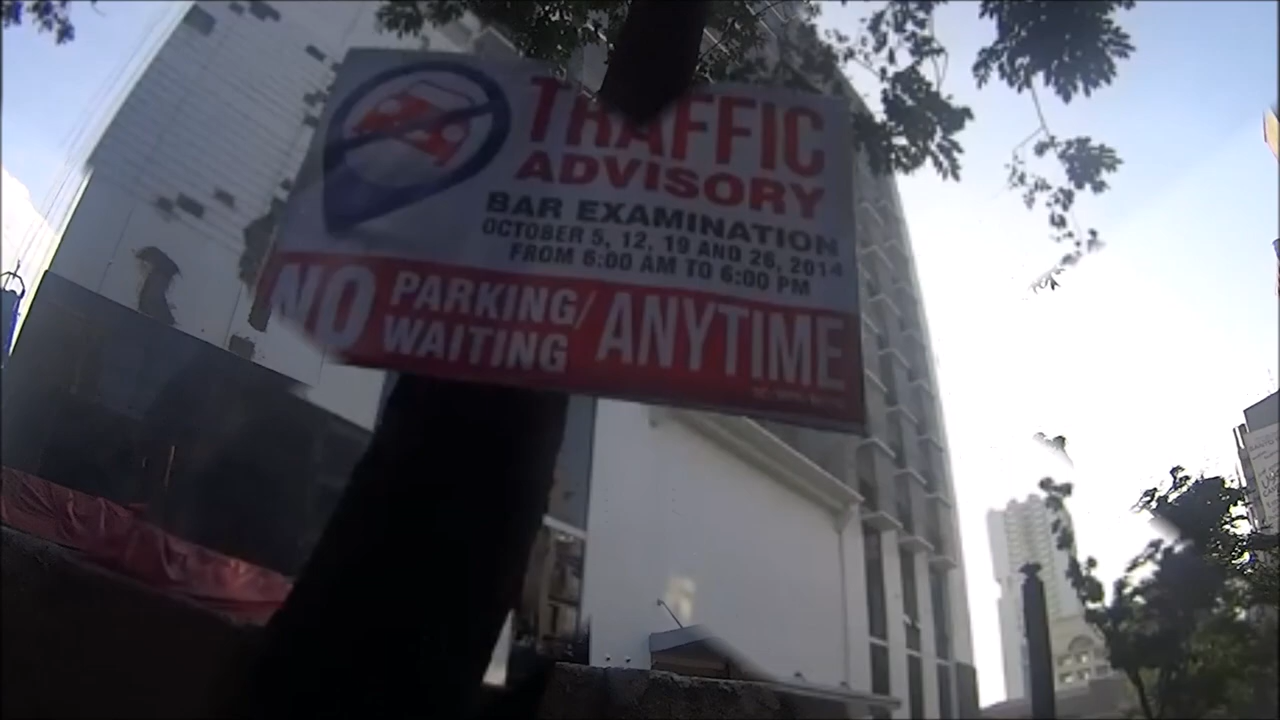 TRAFFIC
ADVISORY
BAR EXAMINATION
OCTOBER 5, 12, 19 AND 26, 2014
FROM 6:00 AM TO 6:00 PM
NO PARKING/
WAITING ANYTIME